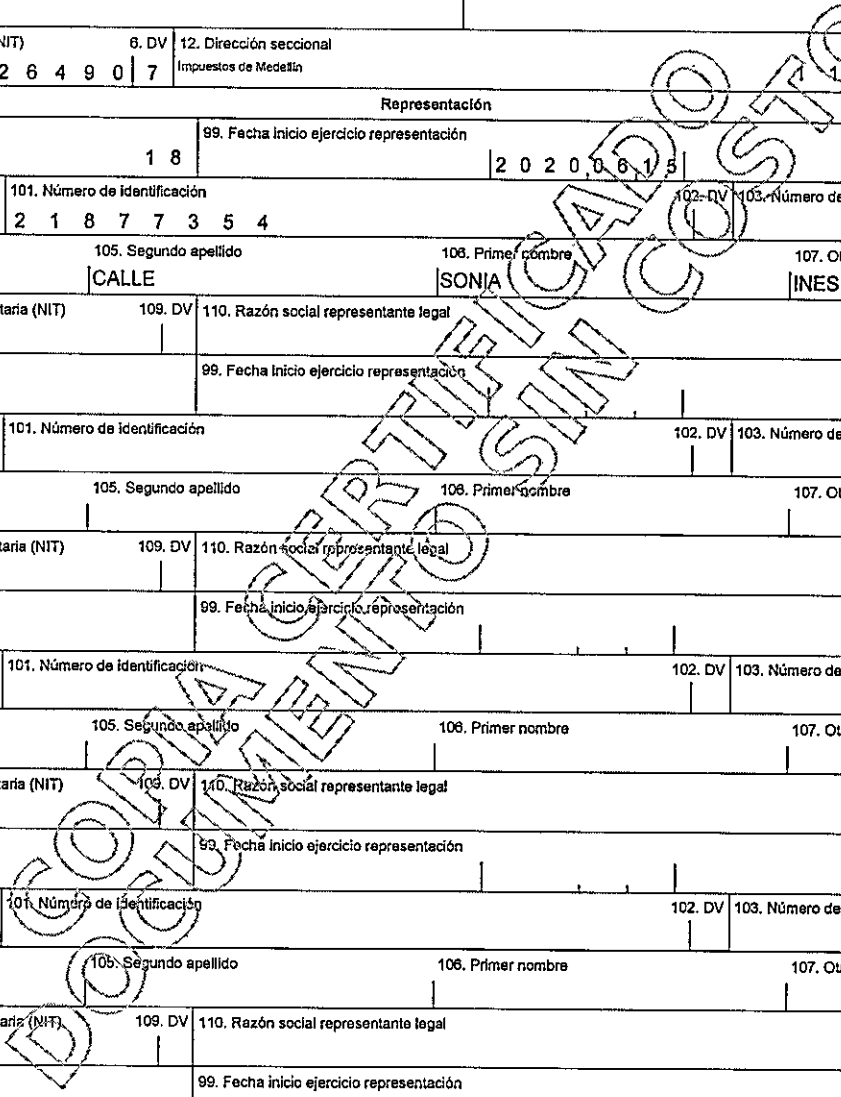 NIT) 6. DV 12. Dirección seccional
2 6 4 9 0 7 Impuestos de Medellín 1 1
Representación
99. Fecha inicio ejercicio representación
1 8 2 0 2 0 0 6 1 5
101. Número de identificación 102. DV 103. Número de
2 1 8 7 7 3 5 4
105. Segundo apellido 106. Primer nombre 107. Ot
CALLE SONIA INES
taria (NIT) 109. DV 110. Razón social representante legal
99. Fecha inicio ejercicio representación
101. Número de identificación 102. DV 103. Número de
105. Segundo apellido 106. Primer nombre 107. Ot
taria (NIT) 109. DV 110. Razón social representante legal
99. Fecha inicio ejercicio representación
101. Número de identificación 102. DV 103. Número de
105. Segundo apellido 106. Primer nombre 107. Ot
taria (NIT) 109. DV 110. Razón social representante legal
99. Fecha inicio ejercicio representación
101. Número de identificación 102. DV 103. Número de
105. Segundo apellido 106. Primer nombre 107. Ot
aria (NIT) 109. DV 110. Razón social representante legal
99. Fecha inicio ejercicio representación
COPIA CERTIFICADO
DOCUMENTO SIN COSTO